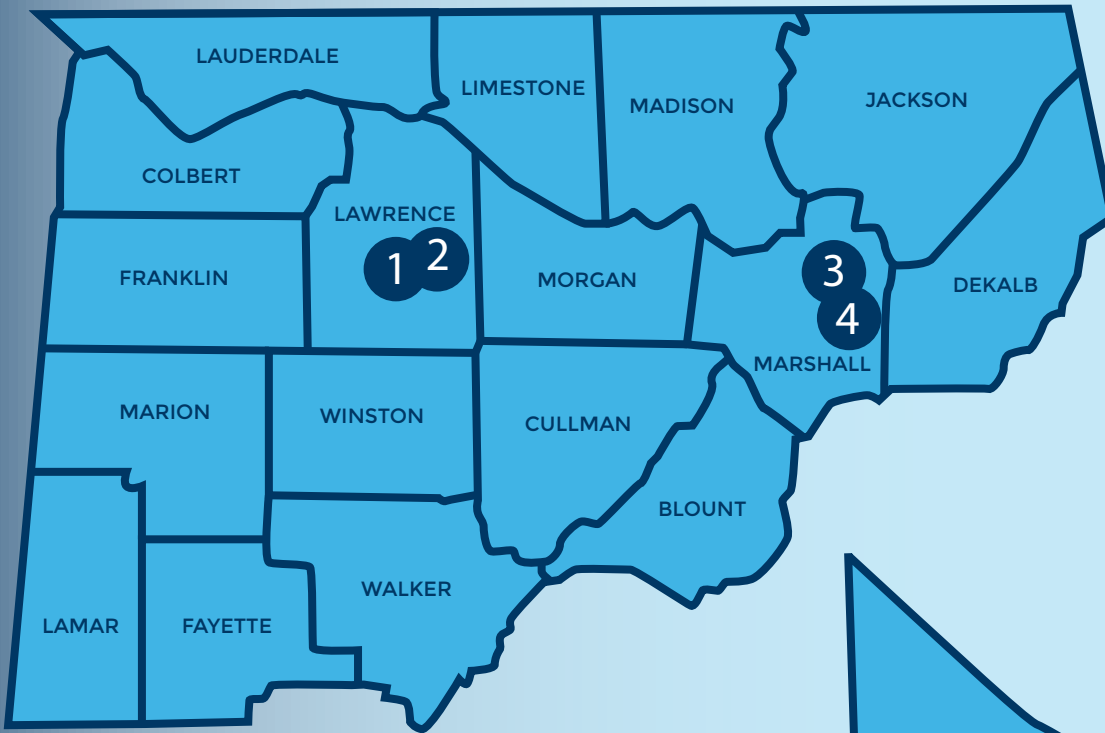 LAUDERDALE
LIMESTONE
MADISON
JACKSON
COLBERT
LAWRENCE
FRANKLIN
1
2
MORGAN
3
4
DEKALB
MARSHALL
MARION
WINSTON
CULLMAN
BLOUNT
WALKER
LAMAR
FAYETTE